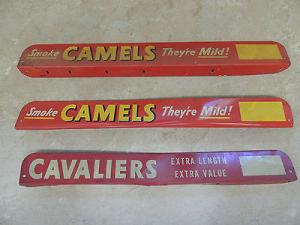 Smoke CAMELS They're Mild!
Smoke CAMELS They're Mild!
CAVALIERS EXTRA LENGTH
EXTRA VALUE